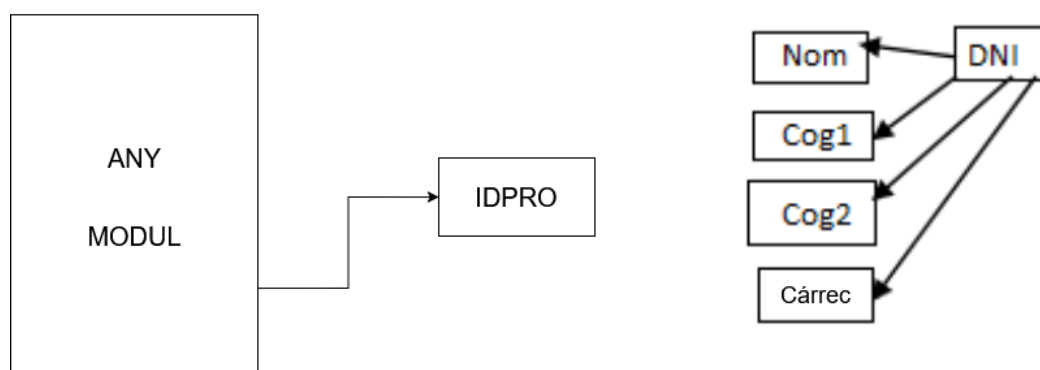 ANY
MODUL
IDPRO
Nom
DNI
Cog1
Cog2
Cárrec